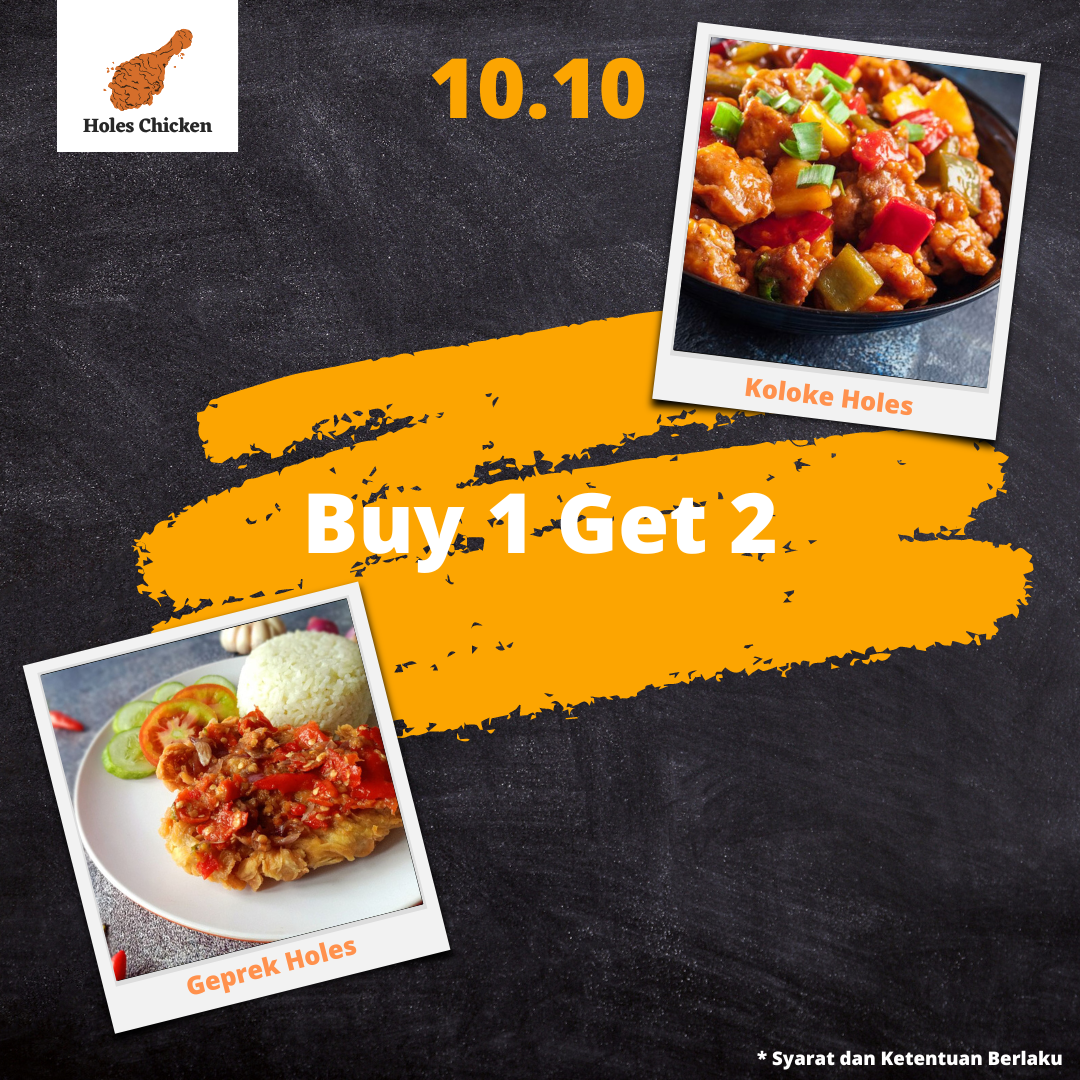 Holes Chicken
10.10
Koloke Holes
Buy 1 Get 2
Geprek Holes
* Syarat dan Ketentuan Berlaku